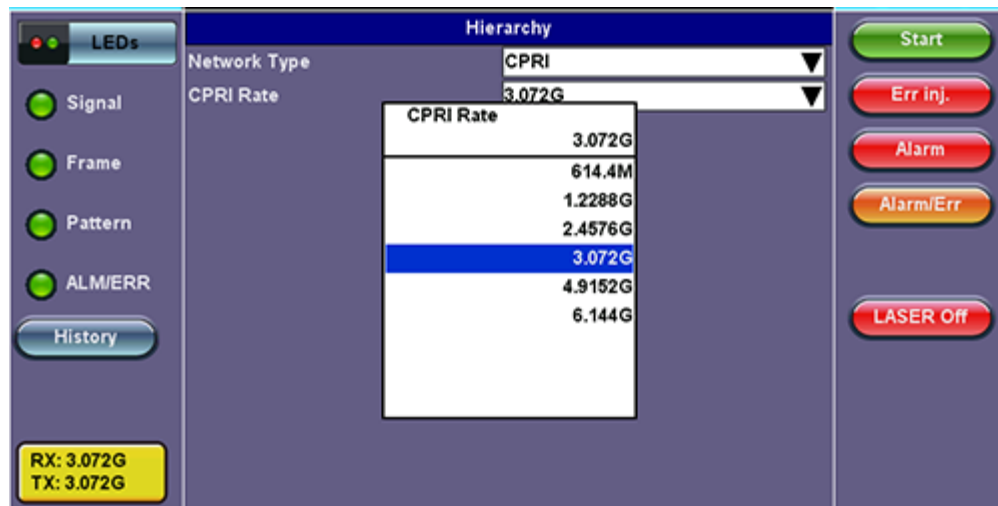 LEDs
Signal
Frame
Pattern
ALM/ERR
History
RX: 3.072G
TX: 3.072G
Hierarchy
Network Type CPRI
CPRI Rate 3.072G
CPRI Rate
3.072G
614.4M
1.2288G
2.4576G
3.072G
4.9152G
6.144G
Start
Err inj.
Alarm
Alarm/Err
LASER Off